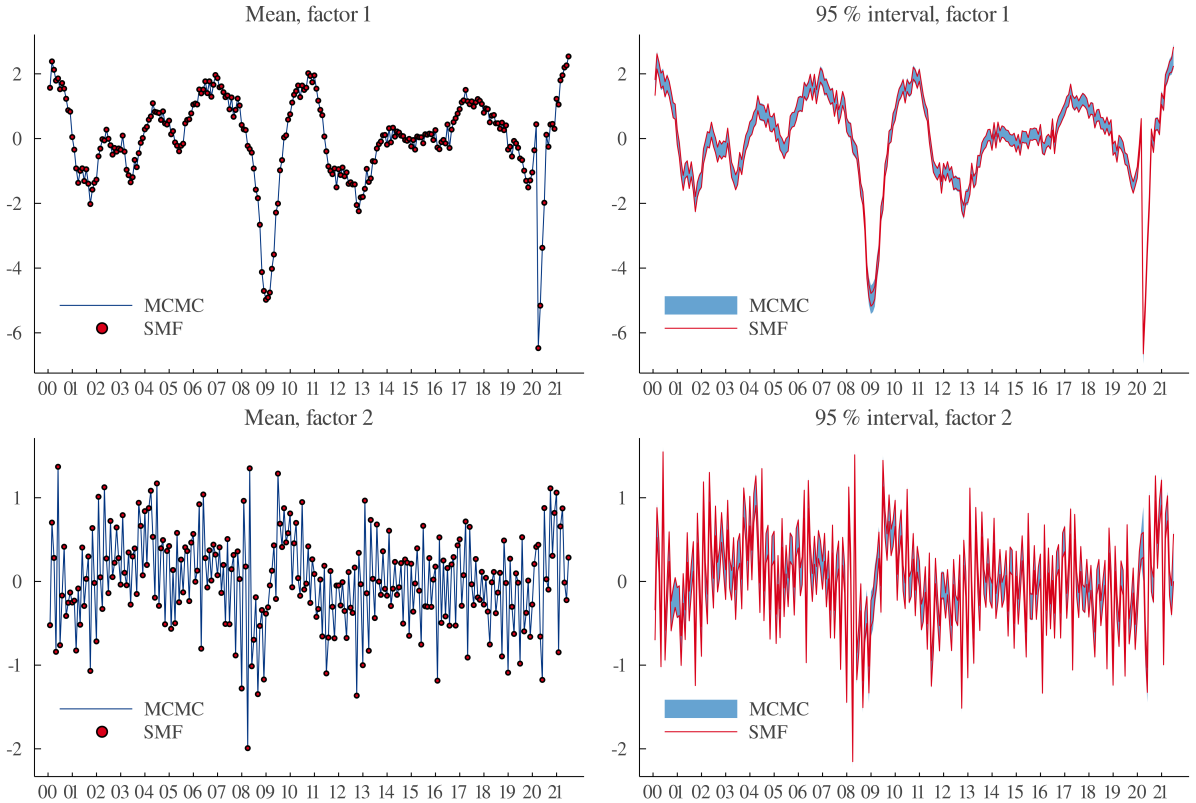 Mean, factor 1
2
0
-2
-4
-6
MCMC
SMF
00 01 02 03 04 05 06 07 08 09 10 11 12 13 14 15 16 17 18 19 20 21
95 % interval, factor 1
2
0
-2
-4
-6
MCMC
SMF
00 01 02 03 04 05 06 07 08 09 10 11 12 13 14 15 16 17 18 19 20 21
Mean, factor 2
1
0
-1
-2
MCMC
SMF
00 01 02 03 04 05 06 07 08 09 10 11 12 13 14 15 16 17 18 19 20 21
95 % interval, factor 2
1
0
-1
-2
MCMC
SMF
00 01 02 03 04 05 06 07 08 09 10 11 12 13 14 15 16 17 18 19 20 21